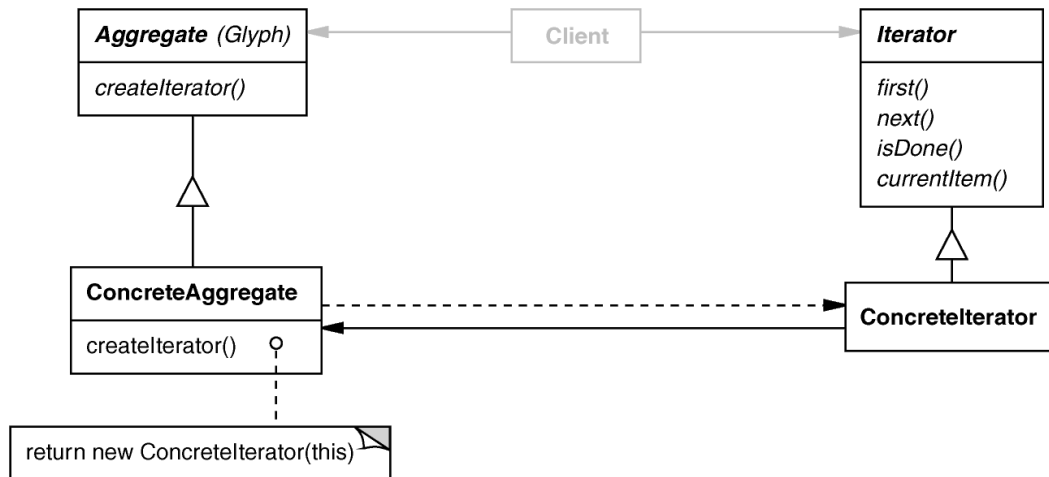 Aggregate (Glyph)
createIterator()
Client
Iterator
first()
next()
isDone()
currentItem()
ConcreteAggregate
createIterator()
ConcreteIterator
return new ConcreteIterator(this)